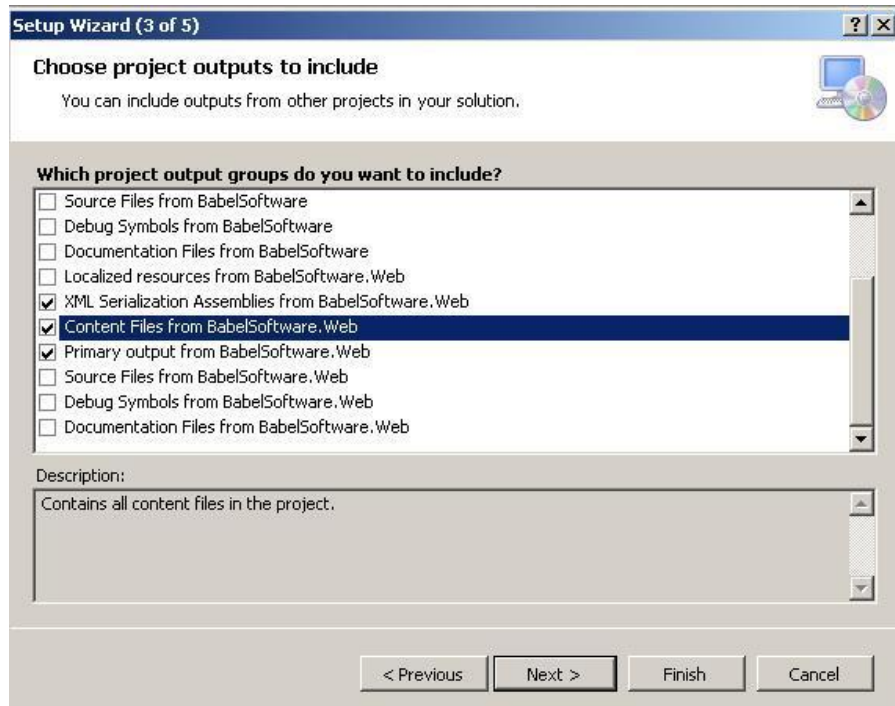 Setup Wizard (3 of 5)
Choose project outputs to include
You can include outputs from other projects in your solution.
Which project output groups do you want to include?
Source Files from BabelSoftware
Debug Symbols from BabelSoftware
Documentation Files from BabelSoftware
Localized resources from BabelSoftware.Web
XML Serialization Assemblies from BabelSoftware.Web
Content Files from BabelSoftware.Web
Primary output from BabelSoftware.Web
Source Files from BabelSoftware.Web
Debug Symbols from BabelSoftware.Web
Documentation Files from BabelSoftware.Web
Description:
Contains all content files in the project.
< Previous
Next >
Finish
Cancel